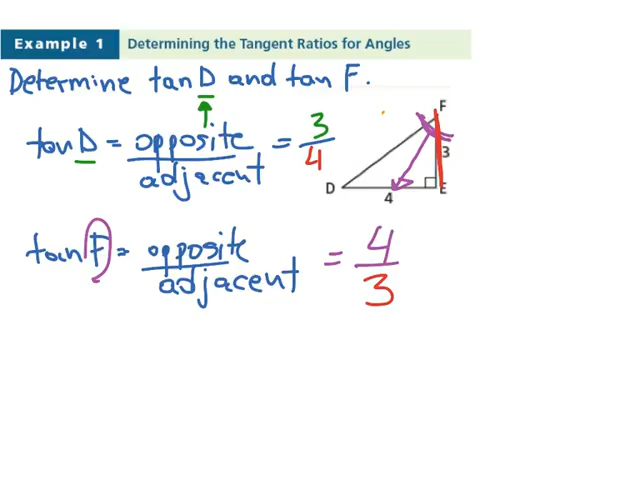 Example 1 Determining the Tangent Ratios for Angles
Determine tan D and tan F.
tan D = opposite/adjacent = 3/4
F
3
D
E
4
tan F = opposite/adjacent = 4/3